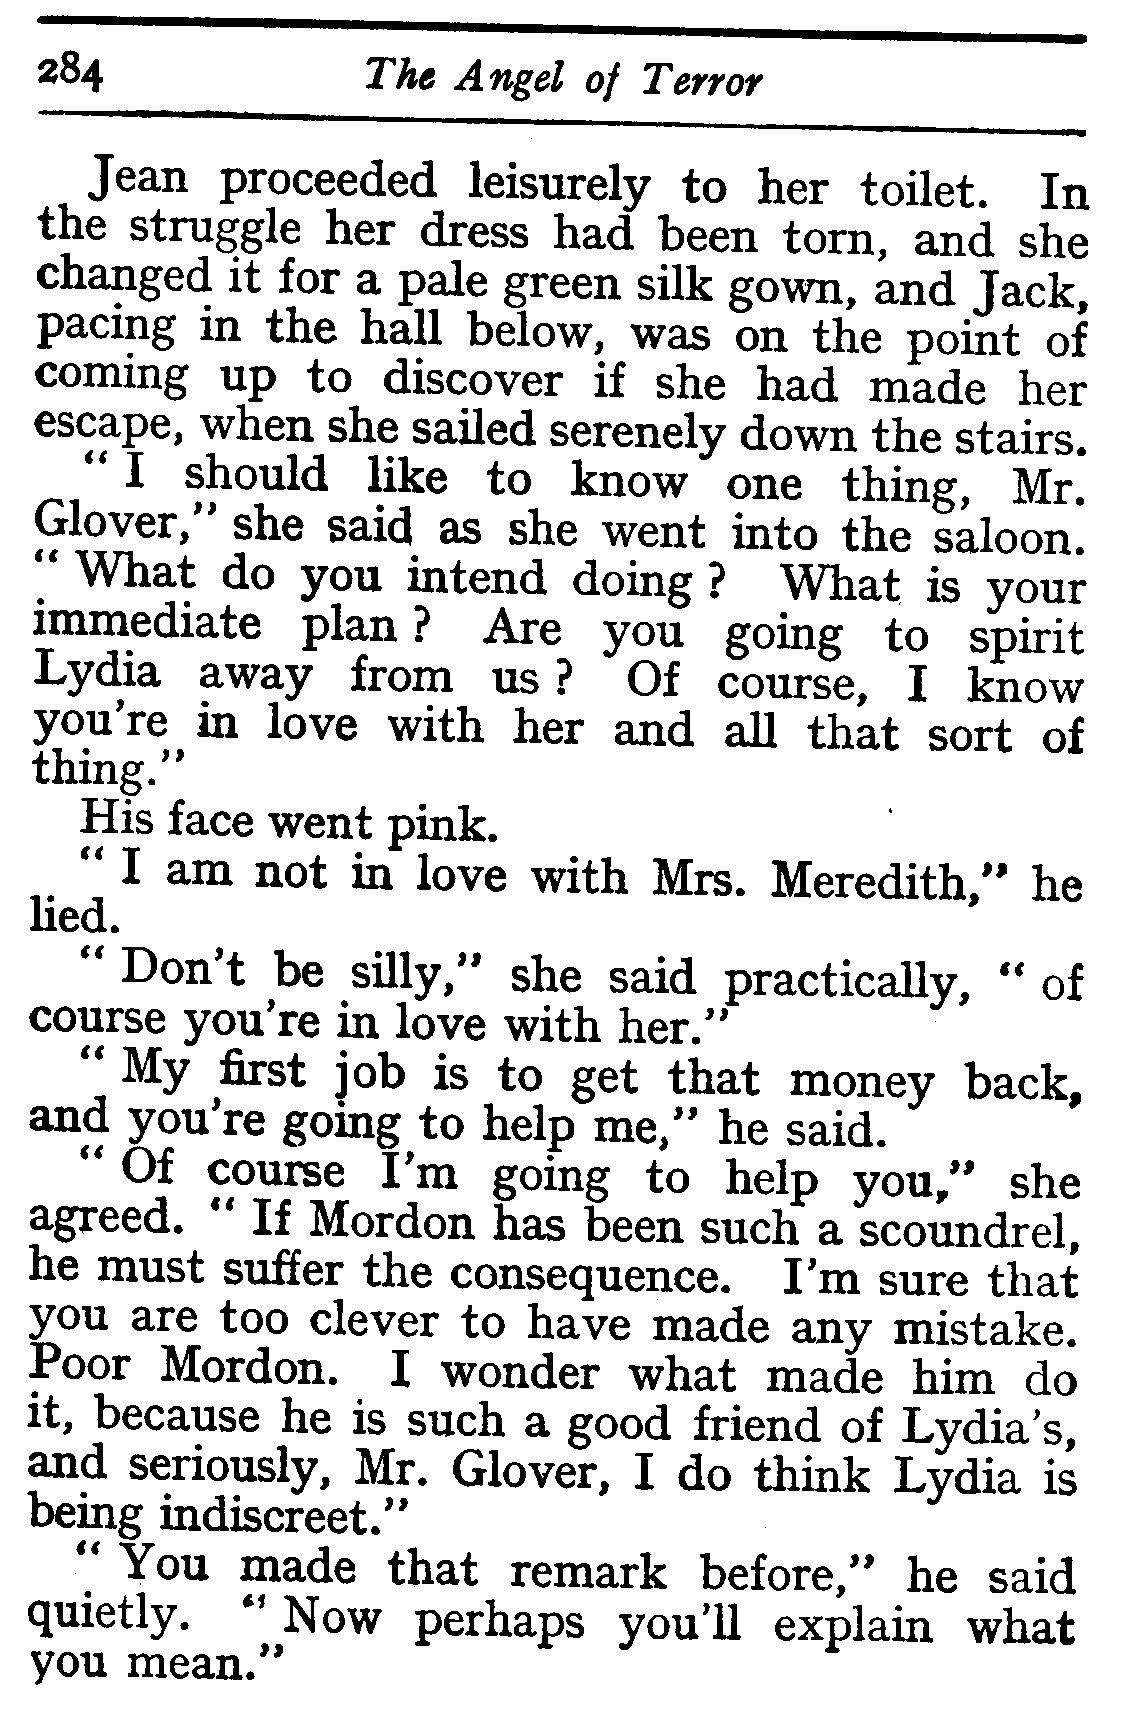 284 The Angel of Terror
Jean proceeded leisurely to her toilet. In
the struggle her dress had been torn, and she
changed it for a pale green silk gown, and Jack,
pacing in the hall below, was on the point of
coming up to discover if she had made her
escape, when she sailed serenely down the stairs.
“ I should like to know one thing, Mr.
Glover,” she said as she went into the saloon.
“ What do you intend doing ? What is your
immediate plan ? Are you going to spirit
Lydia away from us ? Of course, I know
you're in love with her and all that sort of
thing.”
His face went pink.
“ I am not in love with Mrs. Meredith,” he
lied.
“ Don't be silly,” she said practically, “ of
course you're in love with her.”
“ My first job is to get that money back,
and you're going to help me,” he said.
“ Of course I'm going to help you,” she
agreed. “ If Mordon has been such a scoundrel,
he must suffer the consequence. I'm sure that
you are too clever to have made any mistake.
Poor Mordon. I wonder what made him do
it, because he is such a good friend of Lydia's,
and seriously, Mr. Glover, I do think Lydia is
being indiscreet.”
“ You made that remark before,” he said
quietly. “ Now perhaps you'll explain what
you mean.”